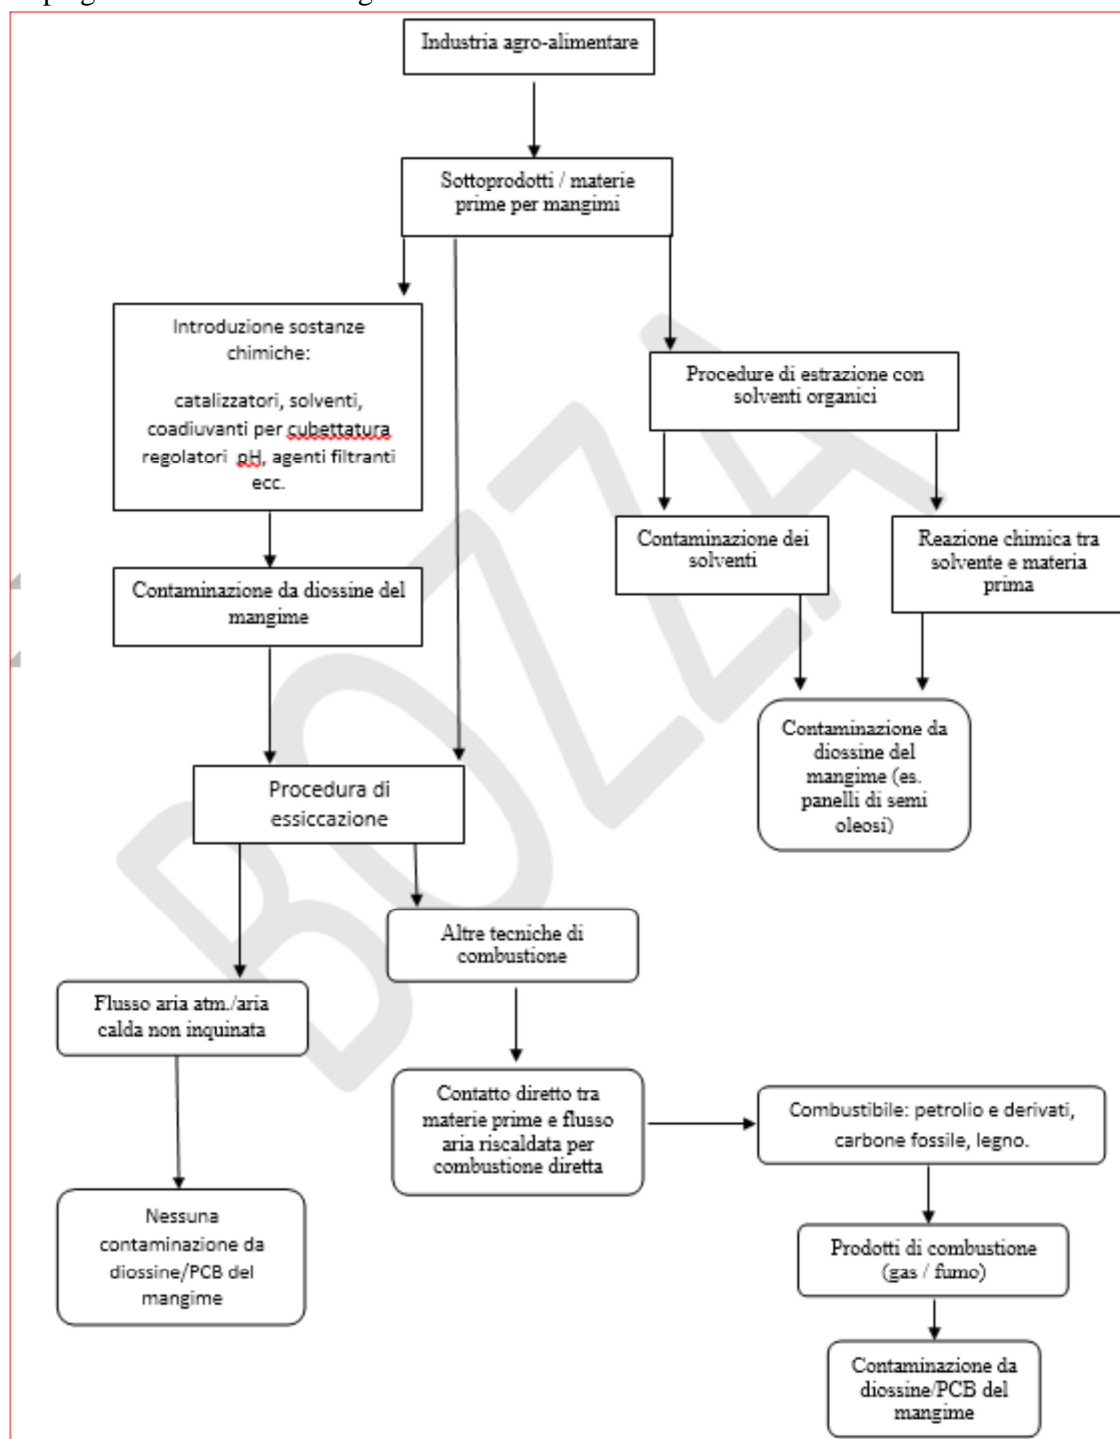 Industria agro-alimentare
Sottoprodotti / materie
prime per mangimi
Introduzione sostanze
chimiche:
catalizzatori, solventi,
coadiuvanti per cubettatura
regolatori pH, agenti filtranti
ecc.
Procedure di estrazione con
solventi organici
Contaminazione dei
solventi
Reazione chimica tra
solvente e materia
prima
Contaminazione da diossine del
mangime
Contaminazione da
diossine del
mangime (es.
panelli di semi
oleosi)
Procedura di
essiccazione
Altre tecniche di
combustione
Flusso aria atm./aria
calda non inquinata
Contatto diretto tra
materie prime e flusso
aria riscaldata per
combustione diretta
Combustibile: petrolio e derivati,
carbone fossile, legno.
Nessuna
contaminazione da
diossine/PCB del
mangime
Prodotti di combustione
(gas / fumo)
Contaminazione da
diossine/PCB del
mangime
BOZZA